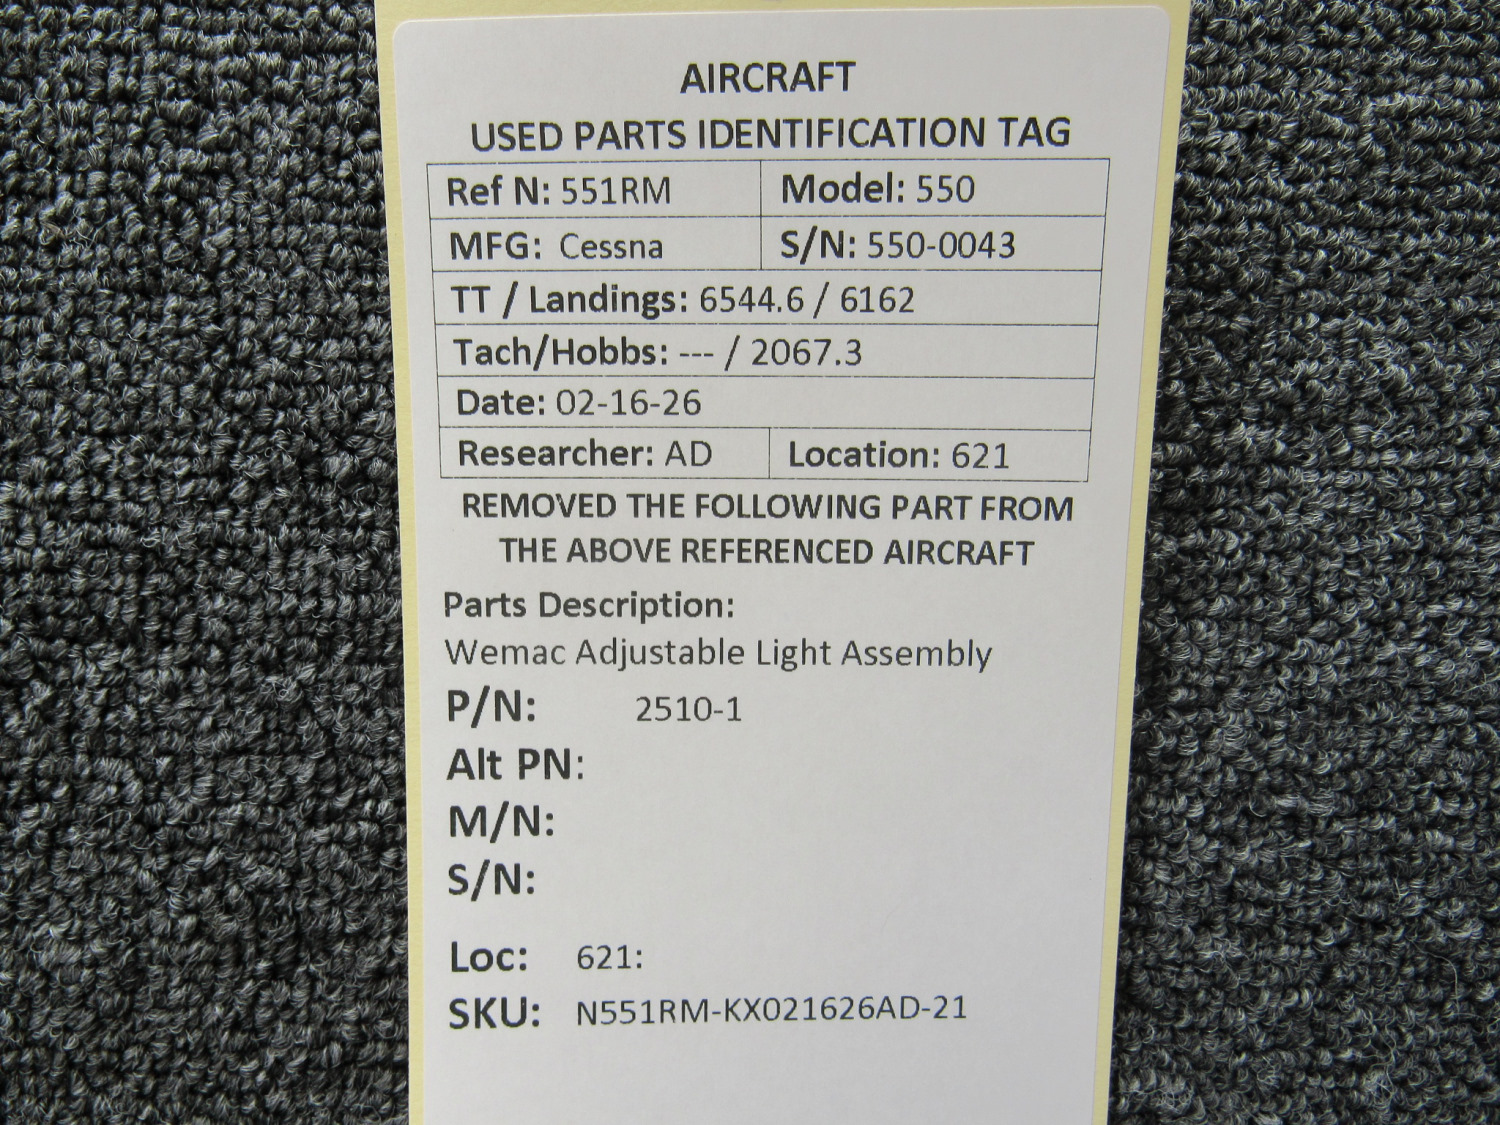 AIRCRAFT
USED PARTS IDENTIFICATION TAG
Ref N: 551RM Model: 550
MFG: Cessna S/N: 550-0043
TT / Landings: 6544.6 / 6162
Tach/Hobbs: --- / 2067.3
Date: 02-16-26
Researcher: AD Location: 621
REMOVED THE FOLLOWING PART FROM
THE ABOVE REFERENCED AIRCRAFT
Parts Description:
Wemac Adjustable Light Assembly
P/N: 2510-1
Alt PN:
M/N:
S/N:
Loc: 621:
SKU: N551RM-KX021626AD-21